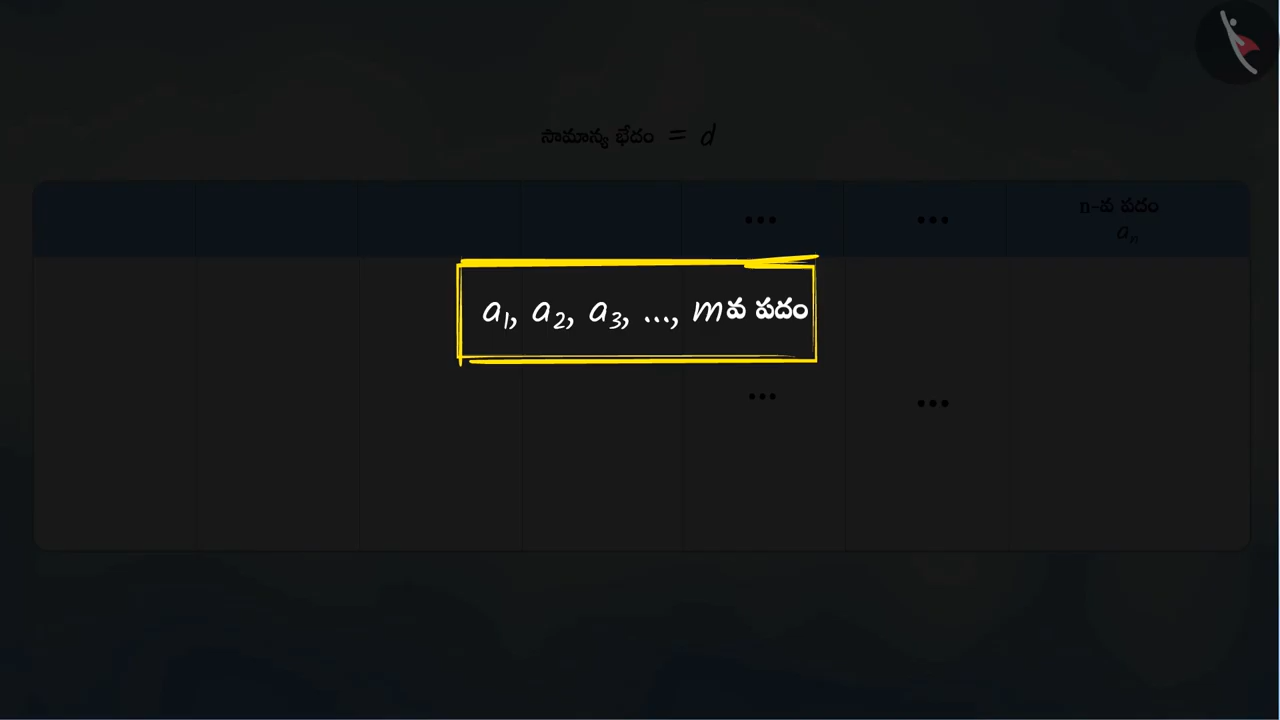 సామాన్య భేదం = d
... ... n-వ పదం
aₙ
a₁, a₂, a₃, ..., mవ పదం
... ...